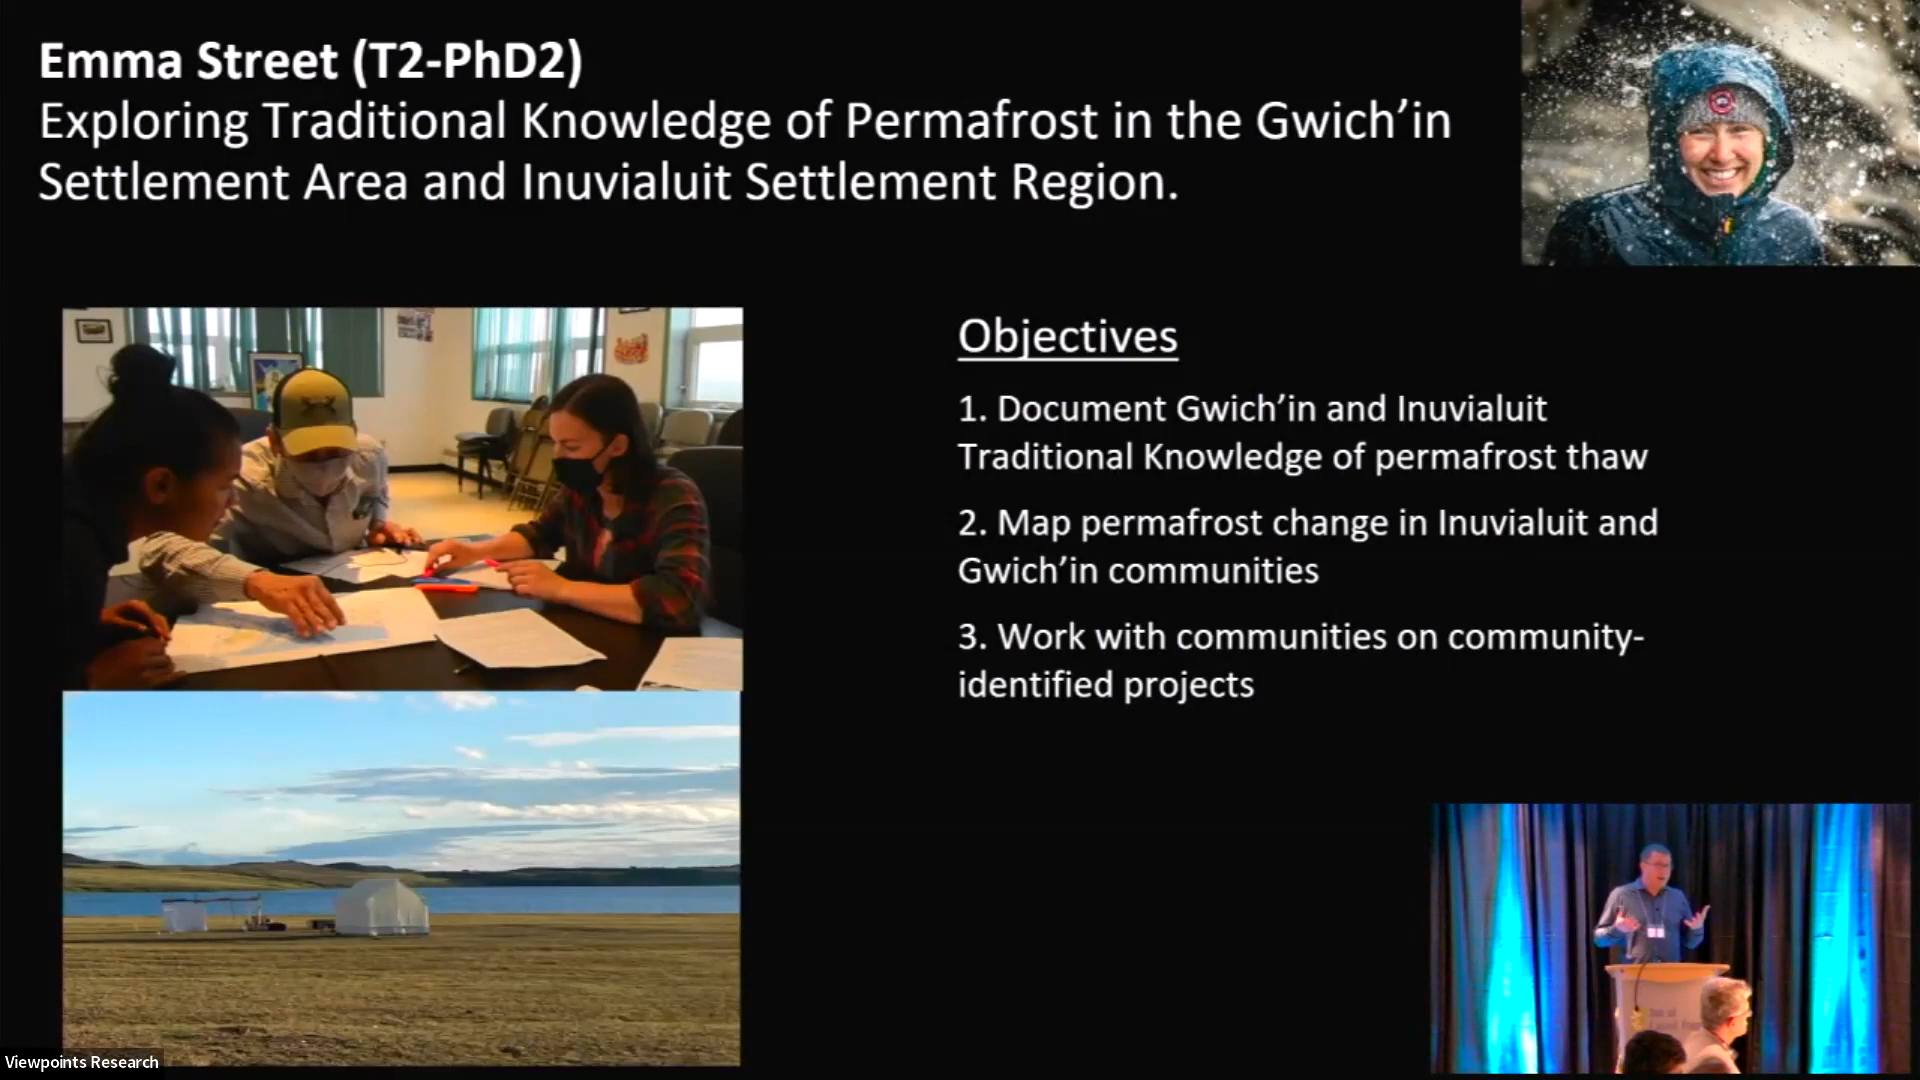 Emma Street (T2-PhD2)
Exploring Traditional Knowledge of Permafrost in the Gwich’in
Settlement Area and Inuvialuit Settlement Region.
Objectives
1. Document Gwich’in and Inuvialuit
Traditional Knowledge of permafrost thaw
2. Map permafrost change in Inuvialuit and
Gwich’in communities
3. Work with communities on community-
identified projects
Viewpoints Research